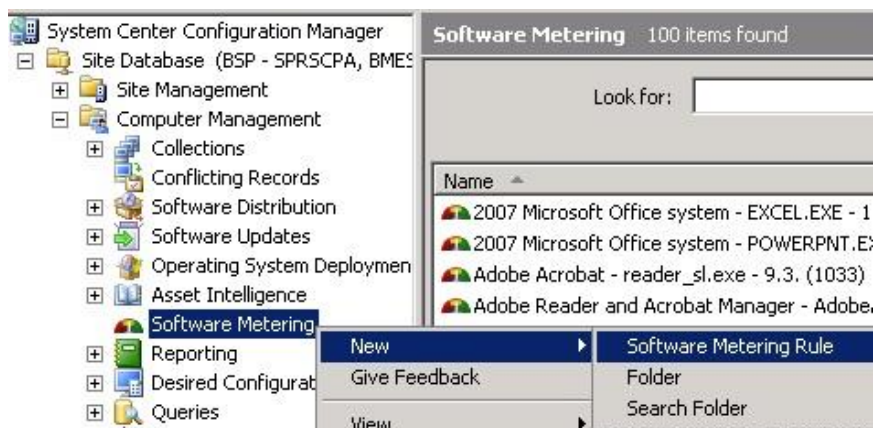 System Center Configuration Manager
Site Database (BSP - SPRSCPA, BMES
Site Management
Computer Management
Collections
Conflicting Records
Software Distribution
Software Updates
Operating System Deploymen
Asset Intelligence
Software Metering
Reporting
Desired Configurat
Queries
Software Metering 100 items found
Look for:
Name
2007 Microsoft Office system - EXCEL.EXE - 1
2007 Microsoft Office system - POWERPNT.EX
Adobe Acrobat - reader_sl.exe - 9.3. (1033)
Adobe Reader and Acrobat Manager - Adobe
New
Give Feedback
View
Software Metering Rule
Folder
Search Folder